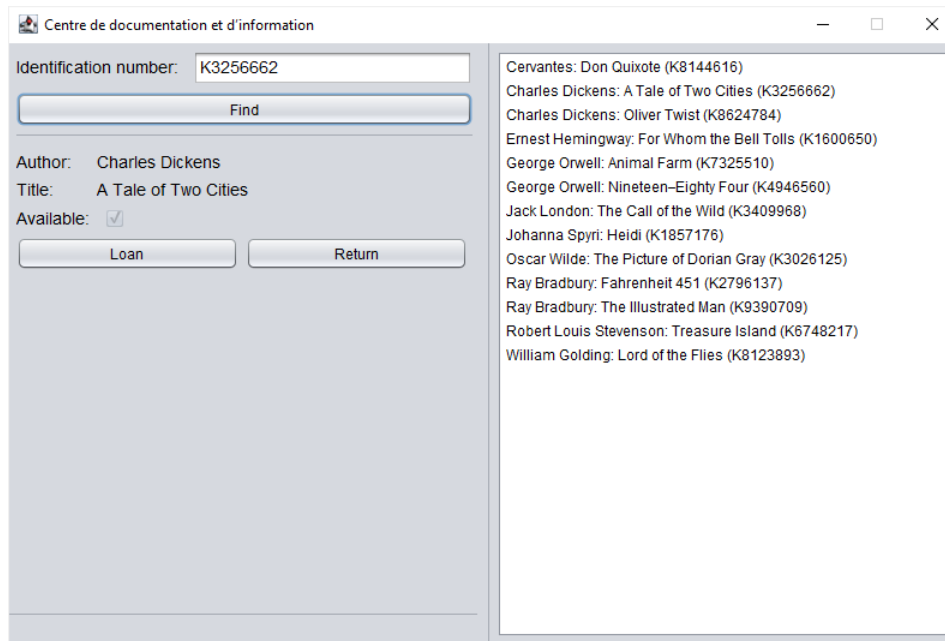 Centre de documentation et d'information
Identification number: K3256662
Find
Author: Charles Dickens
Title: A Tale of Two Cities
Available:
Loan Return
Cervantes: Don Quixote (K8144616)
Charles Dickens: A Tale of Two Cities (K3256662)
Charles Dickens: Oliver Twist (K8624784)
Ernest Hemingway: For Whom the Bell Tolls (K1600650)
George Orwell: Animal Farm (K7325510)
George Orwell: Nineteen–Eighty Four (K4946560)
Jack London: The Call of the Wild (K3409968)
Johanna Spyri: Heidi (K1857176)
Oscar Wilde: The Picture of Dorian Gray (K3026125)
Ray Bradbury: Fahrenheit 451 (K2796137)
Ray Bradbury: The Illustrated Man (K9390709)
Robert Louis Stevenson: Treasure Island (K6748217)
William Golding: Lord of the Flies (K8123893)